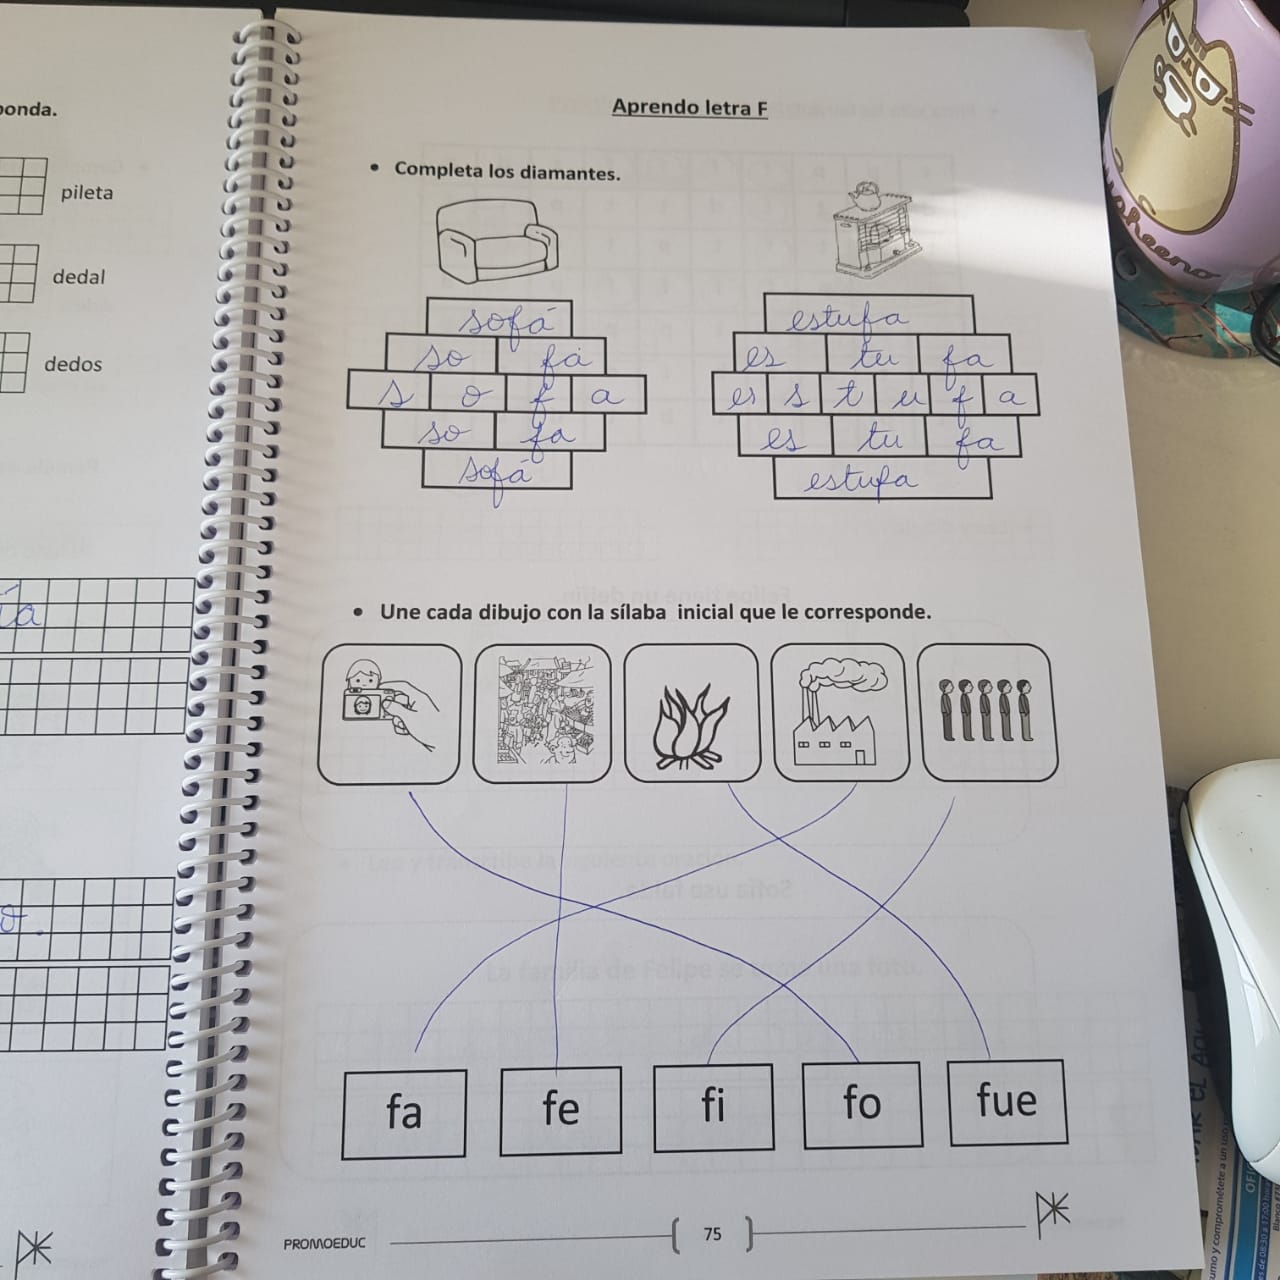 ponda.
pileta
dedal
dedos
ía
o.
Aprendo letra F
• Completa los diamantes.
sofá
so fá
s o f a
so fa
sofá
estufa
es tu fa
es s t u f a
es tu fa
estufa
• Une cada dibujo con la sílaba inicial que le corresponde.
fa fe fi fo fue
PROMOEDUC
75
Pusheeno